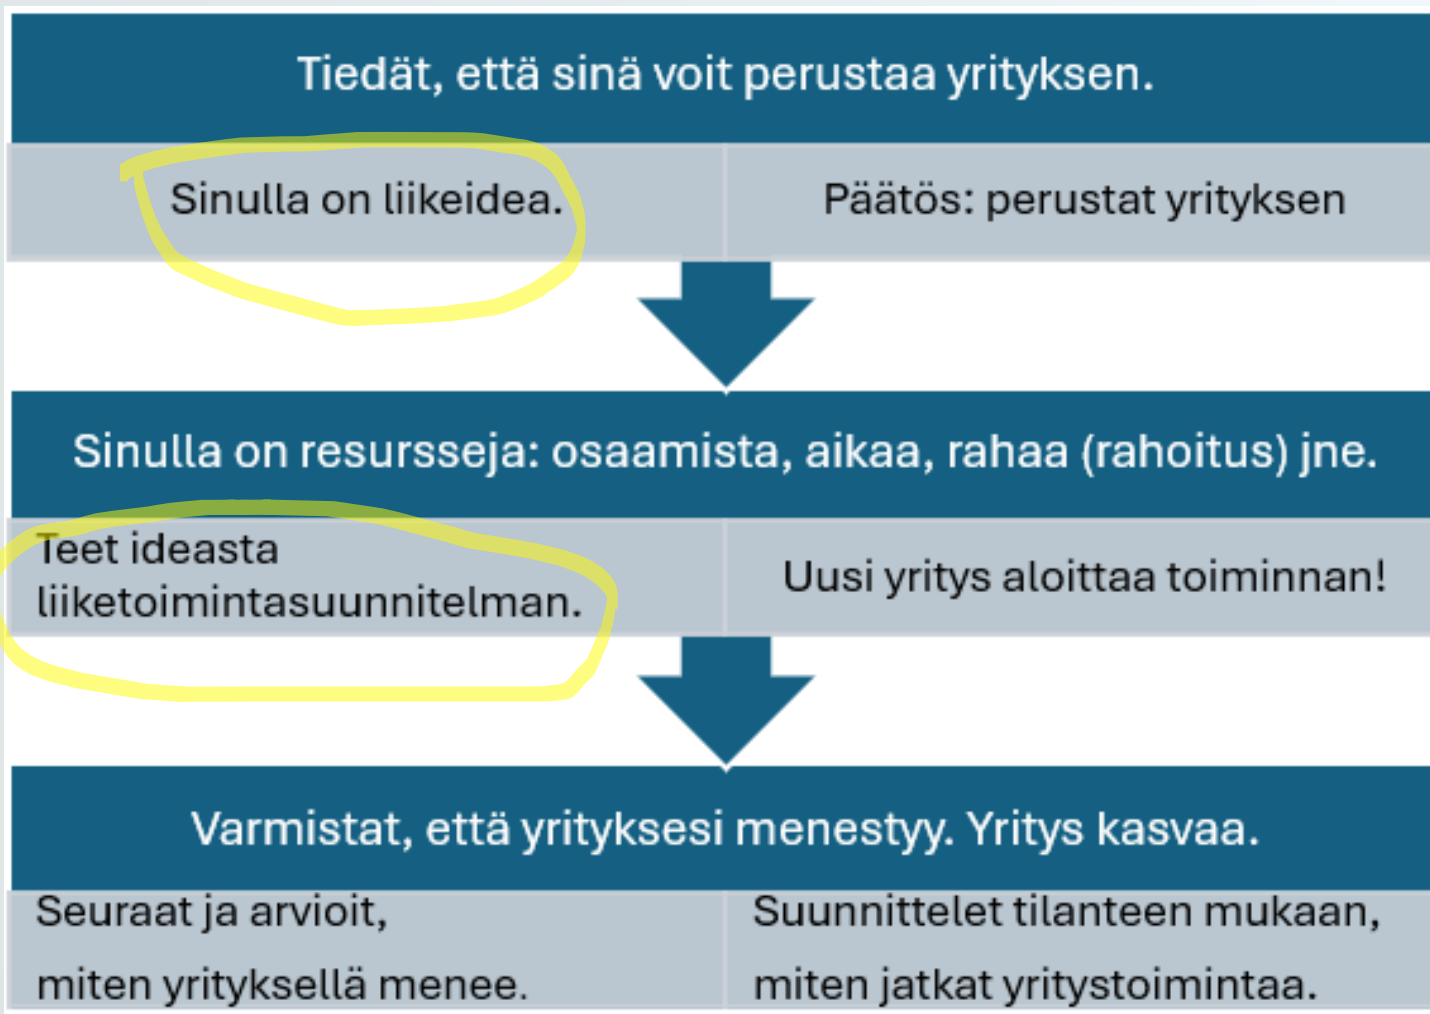 Tiedät, että sinä voit perustaa yrityksen.
Sinulla on liikeidea.
Päätös: perustat yrityksen
Sinulla on resursseja: osaamista, aikaa, rahaa (rahoitus) jne.
Teet ideasta
liiketoimintasuunnitelman.
Uusi yritys aloittaa toiminnan!
Varmistat, että yrityksesi menestyy. Yritys kasvaa.
Seuraat ja arvioit,
miten yrityksellä menee.
Suunnittelet tilanteen mukaan,
miten jatkat yritystoimintaa.